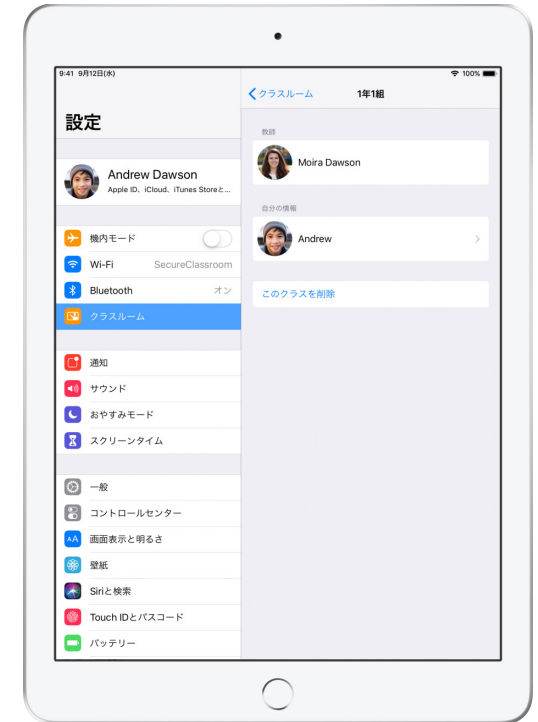 9:41 9月12日(水)
100%
設定
Andrew Dawson
Apple ID、iCloud、iTunes Storeと...
機内モード
Wi-Fi SecureClassroom
Bluetooth オン
クラスルーム
通知
サウンド
おやすみモード
スクリーンタイム
一般
コントロールセンター
AA 画面表示と明るさ
壁紙
Siriと検索
Touch IDとパスコード
バッテリー
クラスルーム 1年1組
教師
Moira Dawson
自分の情報
Andrew
このクラスを削除